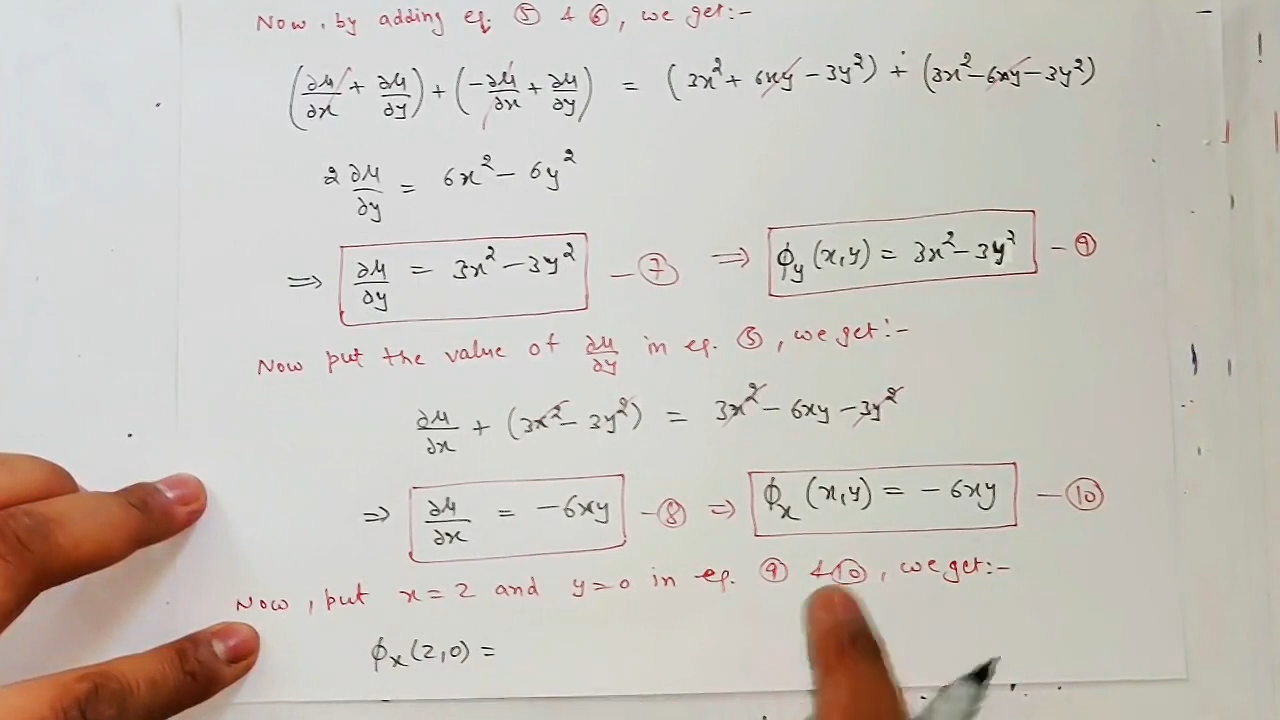 Now, by adding eq. ⑤ & ⑥, we get:-
(∂u/∂x + ∂u/∂y) + (-∂u/∂x + ∂u/∂y) = (3x² + 6xy - 3y²) + (3x² - 6xy - 3y²)
2 ∂u/∂y = 6x² - 6y²
⇒ ∂u/∂y = 3x² - 3y² - ⑦ ⇒ ϕy (x,y) = 3x² - 3y² - ⑨
Now put the value of ∂u/∂y in eq. ⑤, we get:-
∂u/∂x + (3x² - 3y²) = 3x² - 6xy - 3y²
⇒ ∂u/∂x = -6xy - ⑧ ⇒ ϕx (x,y) = -6xy - ⑩
Now, put x=2 and y=0 in eq. ⑨ & ⑩, we get:-
ϕx(2,0) =